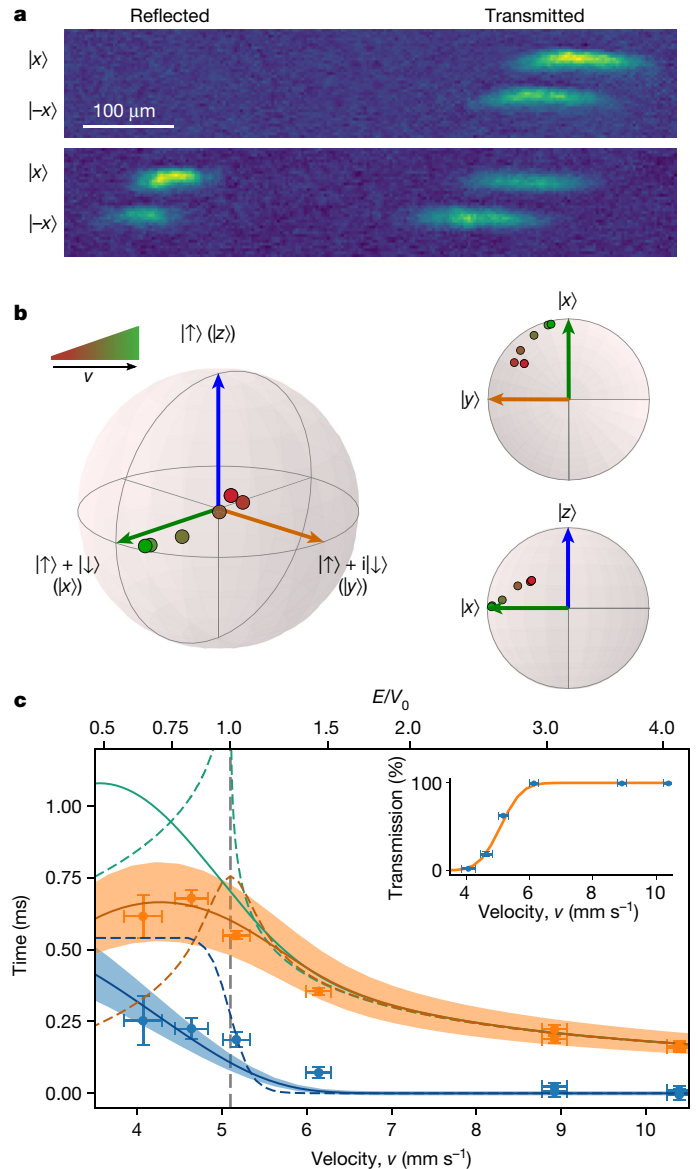 a
Reflected
Transmitted
|x⟩
|–x⟩
100 μm
|x⟩
|–x⟩
b
v
|↑⟩ (|z⟩)
|↑⟩ + |↓⟩
(|x⟩)
|↑⟩ + i|↓⟩
(|y⟩)
|x⟩
|y⟩
|z⟩
|x⟩
c
E/V0
0.5 0.75 1.0 1.5 2.0 3.0 4.0
Time (ms)
1.00
0.75
0.50
0.25
0.00
4 5 6 7 8 9 10
Velocity, v (mm s⁻¹)
Transmission (%)
100
0
4 6 8 10
Velocity, v (mm s⁻¹)